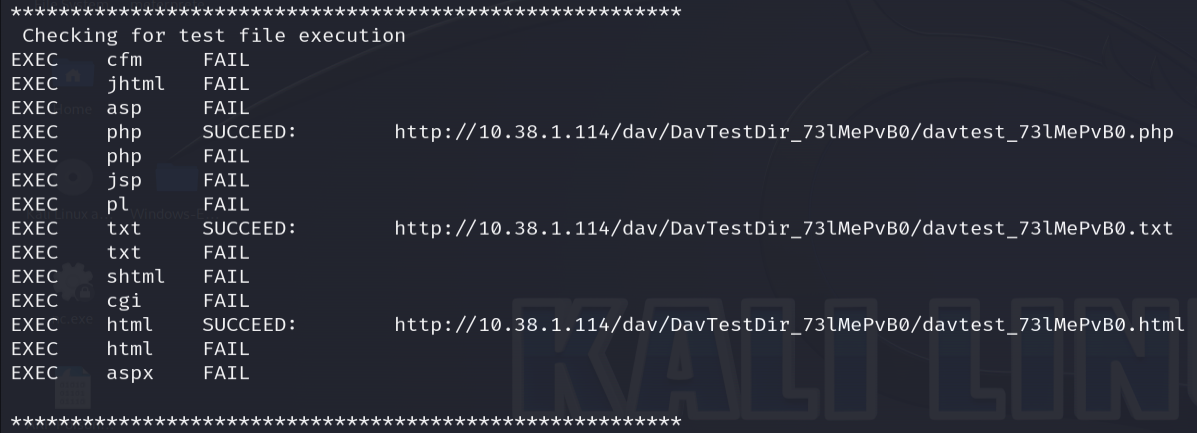 ********************************************************
 Checking for test file execution
EXEC    cfm     FAIL
EXEC    jhtml   FAIL
EXEC    asp     FAIL
EXEC    php     SUCCEED:        http://10.38.1.114/dav/DavTestDir_73lMePvB0/davtest_73lMePvB0.php
EXEC    php     FAIL
EXEC    jsp     FAIL
EXEC    pl      FAIL
EXEC    txt     SUCCEED:        http://10.38.1.114/dav/DavTestDir_73lMePvB0/davtest_73lMePvB0.txt
EXEC    txt     FAIL
EXEC    shtml   FAIL
EXEC    cgi     FAIL
EXEC    html    SUCCEED:        http://10.38.1.114/dav/DavTestDir_73lMePvB0/davtest_73lMePvB0.html
EXEC    html    FAIL
EXEC    aspx    FAIL
********************************************************
KALI